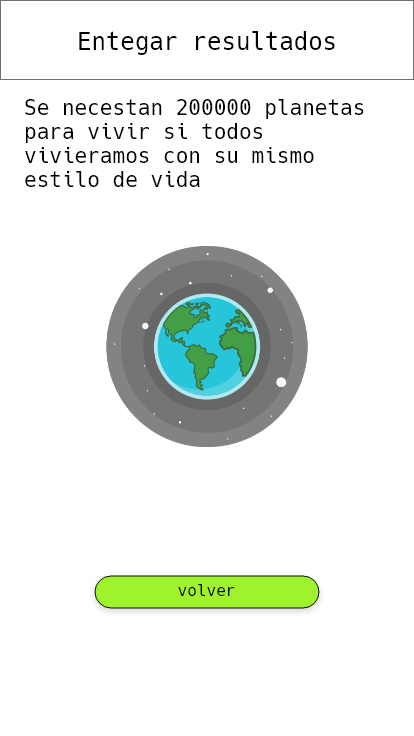 Entegar resultados
Se necestan 200000 planetas
para vivir si todos
vivieramos con su mismo
estilo de vida
volver